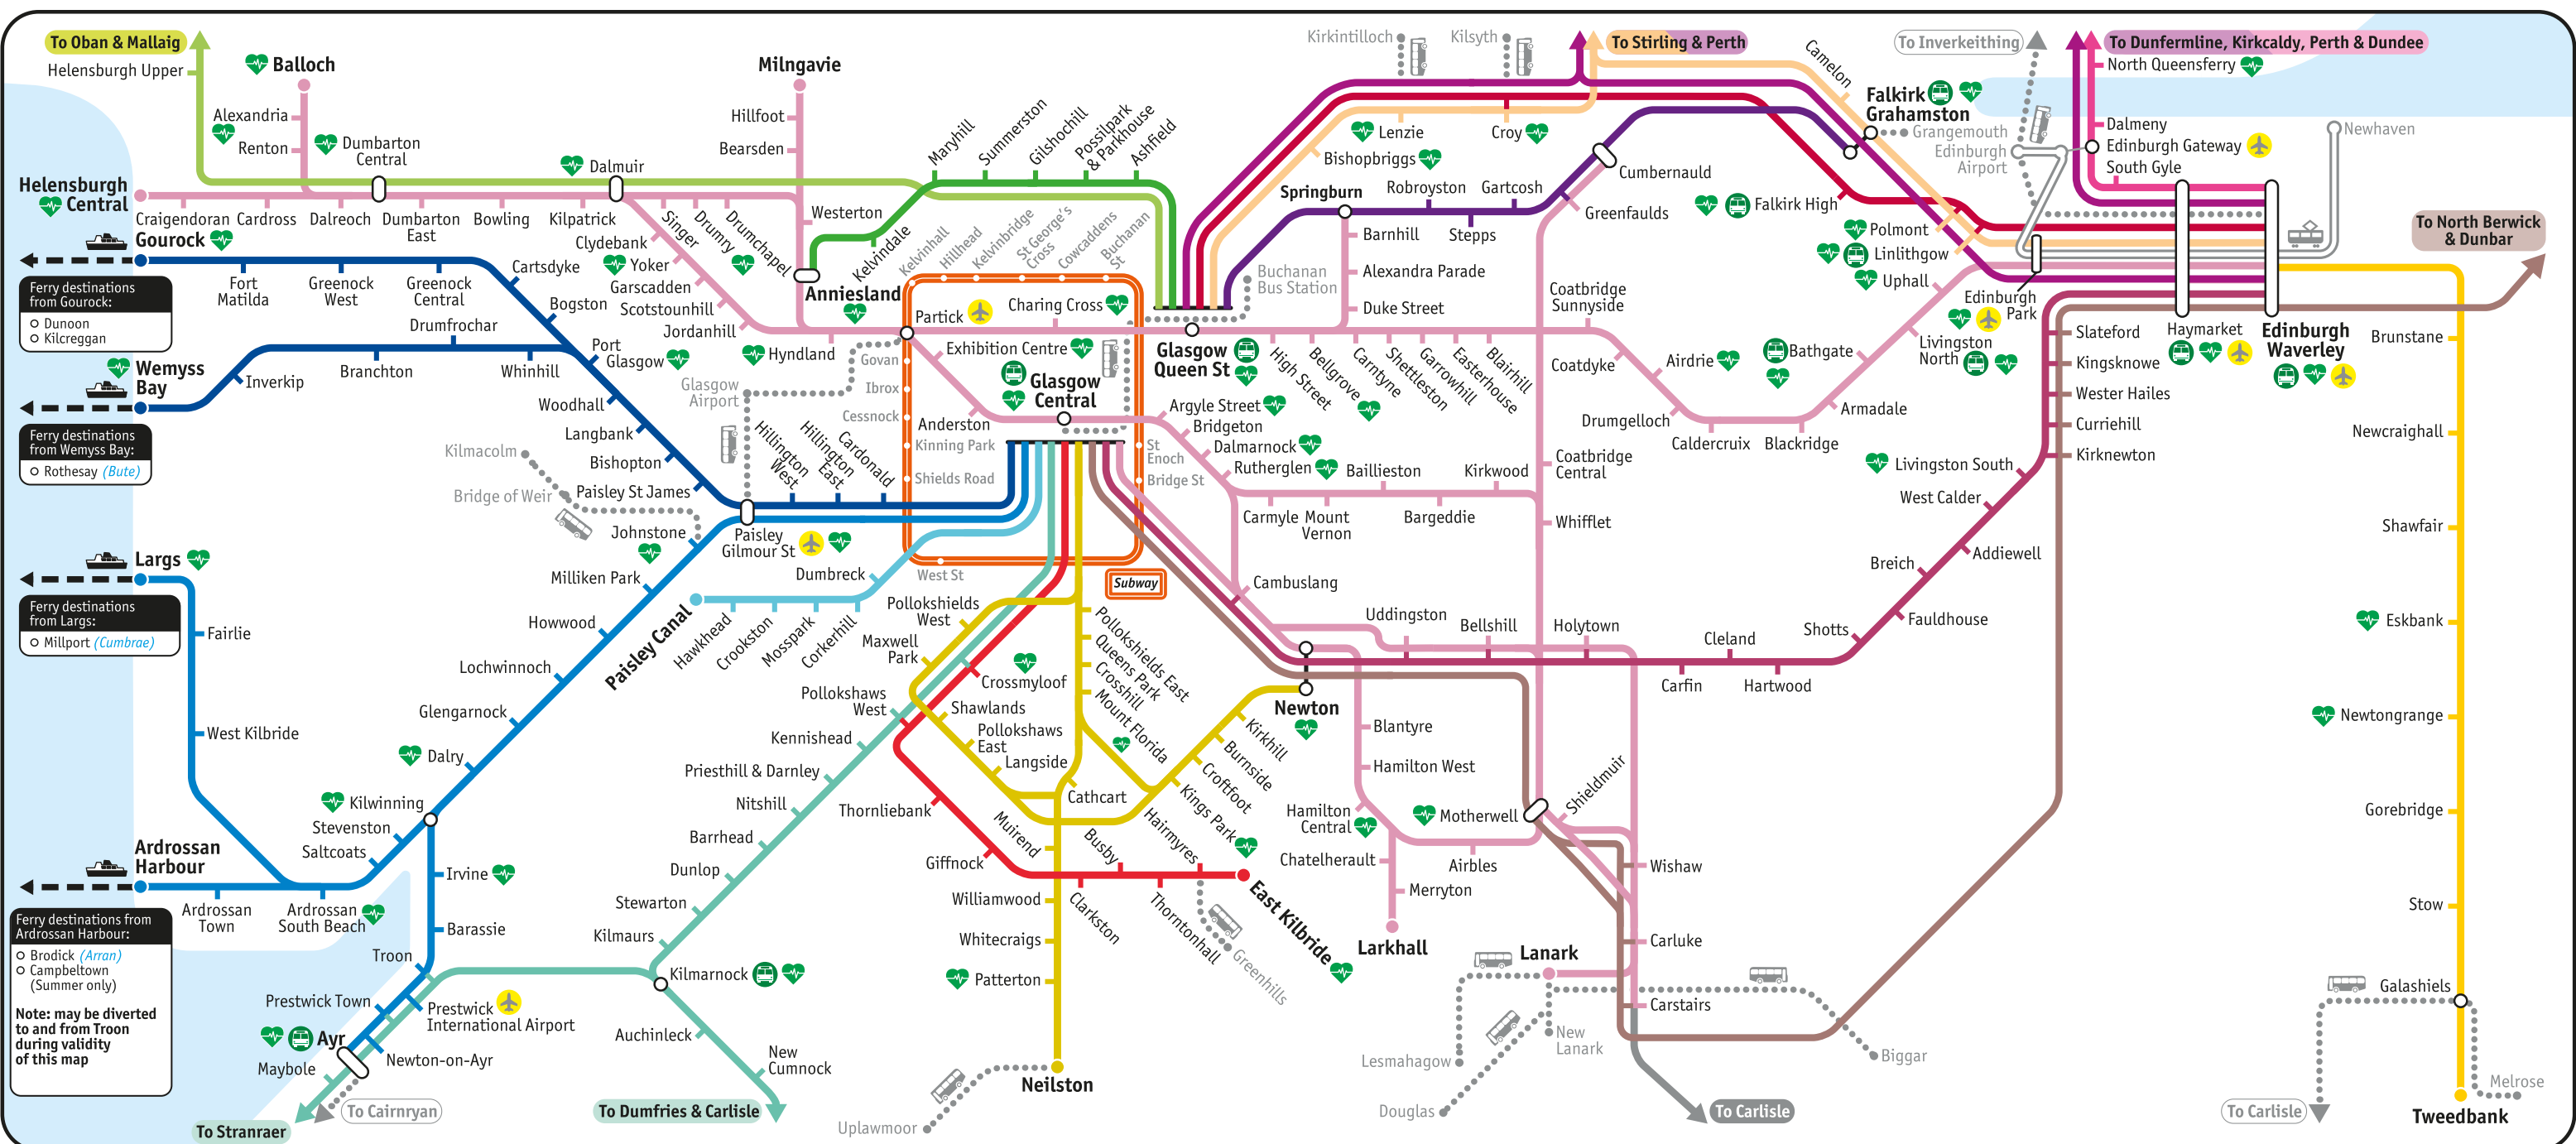 To Oban & Mallaig
Helensburgh Upper
Balloch
Alexandria
Renton
Dumbarton
Central
Dalmuir
Milngavie
Hillfoot
Bearsden
Westerton
Helensburgh
Central
Craigendoran
Cardross
Dalreoch
Dumbarton
East
Bowling
Kilpatrick
Singer
Drumry
Drumchapel
Clydebank
Yoker
Garscadden
Scotstounhill
Jordanhill
Hyndland
Anniesland
Kelvindale
Maryhill
Summerston
Gilshochill
Possilpark
& Parkhouse
Ashfield
Kelvinhall
Hillhead
Kelvinbridge
St George's
Cross
Cowcaddens
Buchanan
St
Partick
Charing Cross
Exhibition Centre
Govan
Ibrox
Cessnock
Kinning Park
Shields Road
West St
St
Enoch
Bridge St
Subway
Anderston
Glasgow
Central
Glasgow
Queen St
Buchanan
Bus Station
Gourock
Ferry destinations
from Gourock:
Dunoon
Kilcreggan
Fort
Matilda
Greenock
West
Greenock
Central
Cartsdyke
Bogston
Port
Glasgow
Drumfrochar
Branchton
Whinhill
Inverkip
Wemyss
Bay
Ferry destinations
from Wemyss Bay:
Rothesay (Bute)
Woodhall
Langbank
Bishopton
Paisley St James
Glasgow
Airport
Kilmacolm
Bridge of Weir
Hillington
West
Hillington
East
Cardonald
Paisley
Gilmour St
Johnstone
Milliken Park
Howwood
Lochwinnoch
Glengarnock
Dalry
Kilwinning
Stevenston
Saltcoats
Largs
Ferry destinations
from Largs:
Millport (Cumbrae)
Fairlie
West Kilbride
Ardrossan
Harbour
Ardrossan
Town
Ardrossan
South Beach
Ferry destinations from
Ardrossan Harbour:
Brodick (Arran)
Campbeltown
(Summer only)
Note: may be diverted
to and from Troon
during validity
of this map
Irvine
Barassie
Troon
Prestwick Town
Prestwick
International Airport
Newton-on-Ayr
Ayr
Maybole
To Stranraer
To Cairnryan
Paisley Canal
Hawkhead
Crookston
Mosspark
Corkerhill
Dumbreck
Pollokshields
West
Maxwell
Park
Pollokshaws
West
Kennishead
Priesthill & Darnley
Nitshill
Barrhead
Dunlop
Stewarton
Kilmaurs
Kilmarnock
Auchinleck
New
Cumnock
To Dumfries & Carlisle
Crossmyloof
Shawlands
Pollokshaws
East
Langside
Thornliebank
Giffnock
Muirend
Cathcart
Pollokshields East
Queens Park
Crosshill
Mount Florida
Williamwood
Whitecraigs
Patterton
Neilston
Uplawmoor
Clarkston
Busby
Thorntonhall
Hairmyres
East Kilbride
Greenhills
Kings Park
Croftfoot
Burnside
Kirkhill
Newton
Kirkintilloch
Kilsyth
To Stirling & Perth
Lenzie
Croy
Bishopbriggs
Springburn
Robroyston
Stepps
Gartcosh
Cumbernauld
Greenfaulds
Barnhill
Alexandra Parade
Duke Street
High Street
Bellgrove
Carntyne
Shettleston
Garrowhill
Easterhouse
Blairhill
Coatbridge
Sunnyside
Coatdyke
Airdrie
Drumgelloch
Caldercruix
Blackridge
Armadale
Bathgate
Livingston
North
Uphall
Argyle Street
Bridgeton
Dalmarnock
Rutherglen
Carmyle
Mount
Vernon
Baillieston
Bargeddie
Kirkwood
Coatbridge
Central
Whifflet
Cambuslang
Uddingston
Bellshill
Holytown
Carfin
Cleland
Hartwood
Shotts
Fauldhouse
Breich
Addiewell
West Calder
Livingston South
Blantyre
Hamilton West
Hamilton
Central
Chatelherault
Merryton
Larkhall
Airbles
Motherwell
Shieldmuir
Wishaw
Carluke
Carstairs
Lanark
New
Lanark
Lesmahagow
Douglas
Biggar
To Carlisle
Camelon
Falkirk
Grahamston
Grangemouth
Falkirk High
Polmont
Linlithgow
Edinburgh
Park
To Inverkeithing
Edinburgh
Airport
To Dunfermline, Kirkcaldy, Perth & Dundee
North Queensferry
Dalmeny
Edinburgh Gateway
South Gyle
Newhaven
To North Berwick
& Dunbar
Haymarket
Edinburgh
Waverley
Slateford
Kingsknowe
Wester Hailes
Curriehill
Kirknewton
Brunstane
Newcraighall
Shawfair
Eskbank
Newtongrange
Gorebridge
Stow
Galashiels
Tweedbank
Melrose
To Carlisle